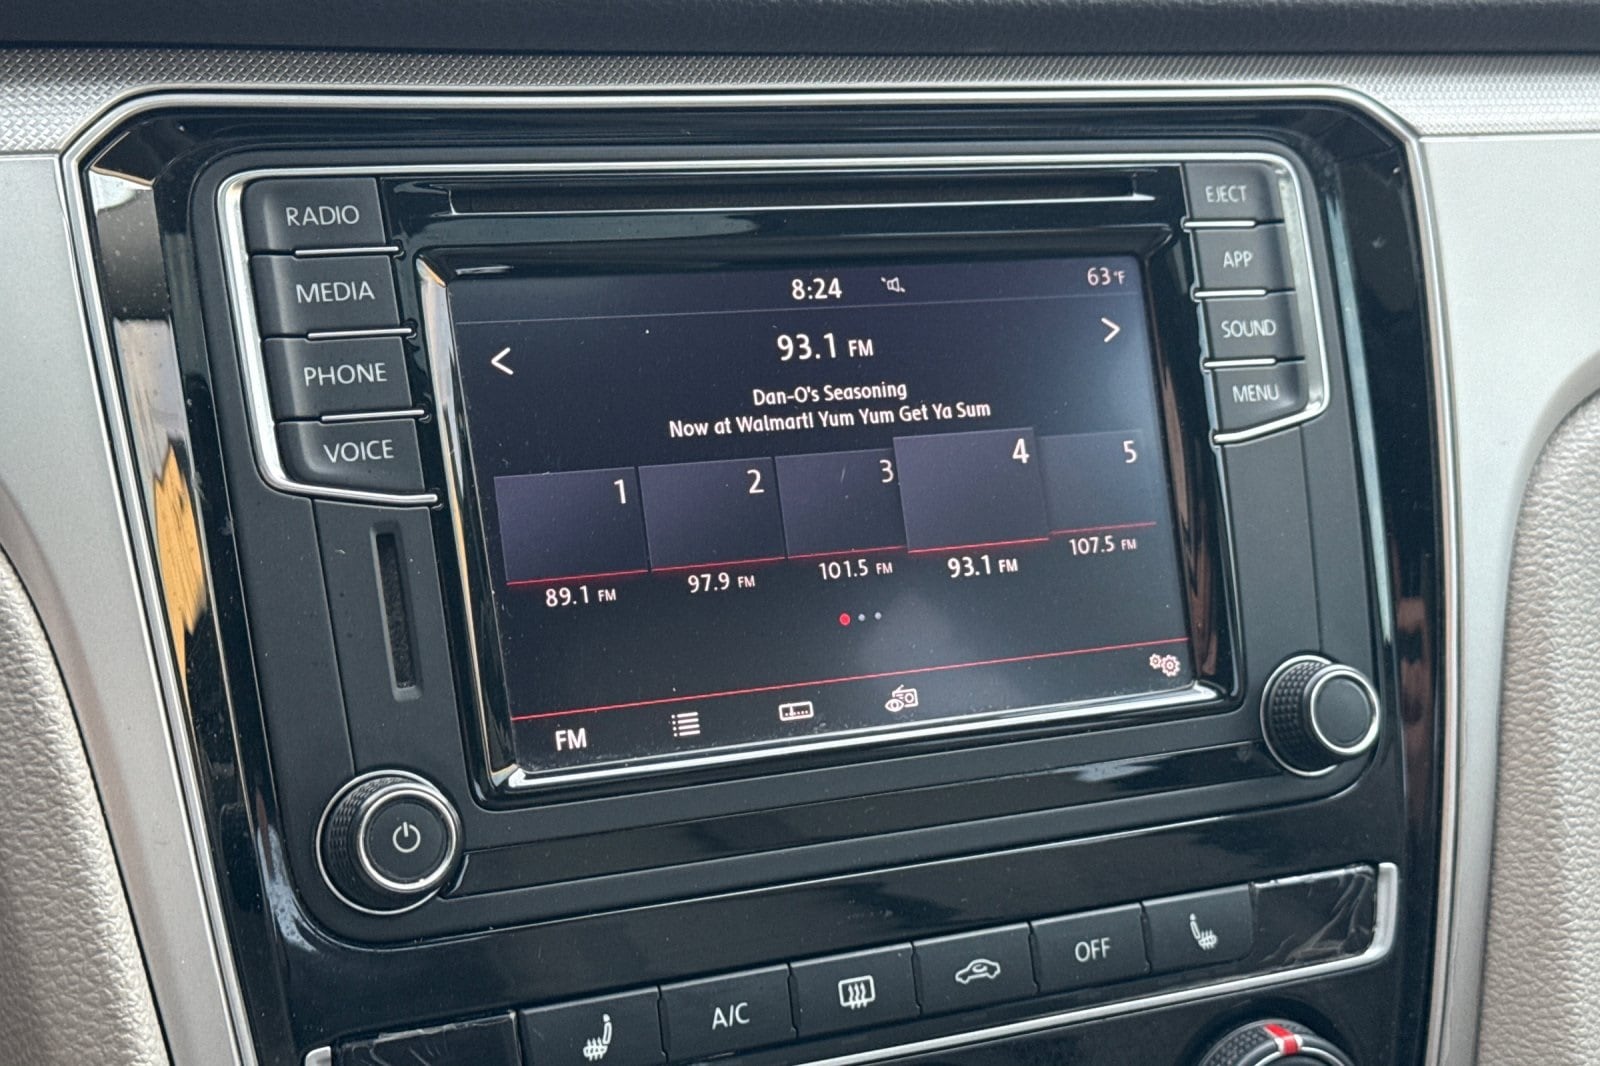 RADIO
MEDIA
PHONE
VOICE
EJECT
APP
SOUND
MENU
8:24
63°F
< 93.1 FM >
Dan-O's Seasoning
Now at Walmart! Yum Yum Get Ya Sum
1 2 3 4 5
89.1 FM 97.9 FM 101.5 FM 93.1 FM 107.5 FM
FM
A/C
OFF